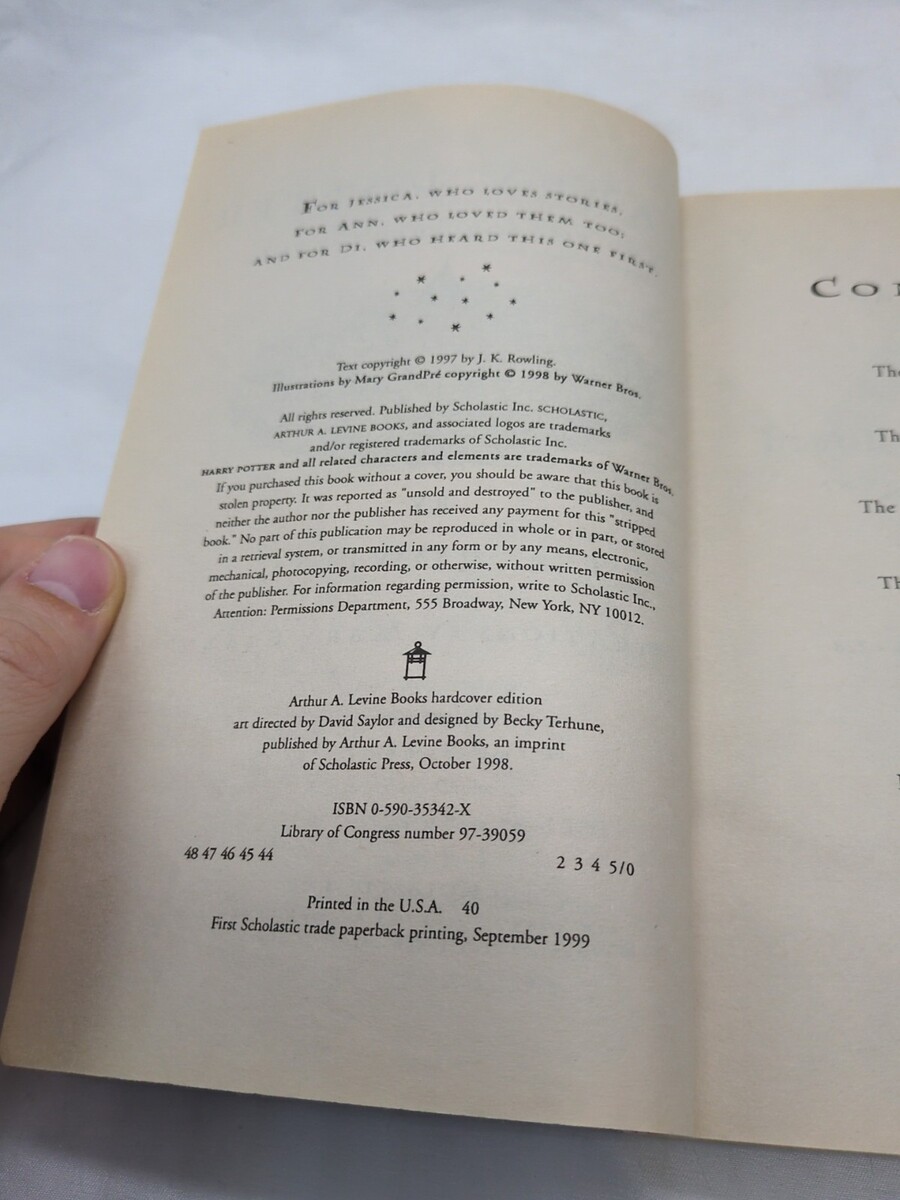 FOR JESSICA, WHO LOVES STORIES,
FOR ANN, WHO LOVED THEM TOO;
AND FOR DI, WHO HEARD THIS ONE FIRST.
Text copyright © 1997 by J. K. Rowling.
Illustrations by Mary GrandPré copyright © 1998 by Warner Bros.
All rights reserved. Published by Scholastic Inc. SCHOLASTIC,
ARTHUR A. LEVINE BOOKS, and associated logos are trademarks
and/or registered trademarks of Scholastic Inc.
HARRY POTTER and all related characters and elements are trademarks of Warner Bros.
If you purchased this book without a cover, you should be aware that this book is
stolen property. It was reported as "unsold and destroyed" to the publisher, and
neither the author nor the publisher has received any payment for this "stripped
book." No part of this publication may be reproduced in whole or in part, or stored
in a retrieval system, or transmitted in any form or by any means, electronic,
mechanical, photocopying, recording, or otherwise, without written permission
of the publisher. For information regarding permission, write to Scholastic Inc.,
Attention: Permissions Department, 555 Broadway, New York, NY 10012.
Arthur A. Levine Books hardcover edition
art directed by David Saylor and designed by Becky Terhune,
published by Arthur A. Levine Books, an imprint
of Scholastic Press, October 1998.
ISBN 0-590-35342-X
Library of Congress number 97-39059
48 47 46 45 44 2 3 4 5/0
Printed in the U.S.A. 40
First Scholastic trade paperback printing, September 1999
Co
The
Th
The
Th